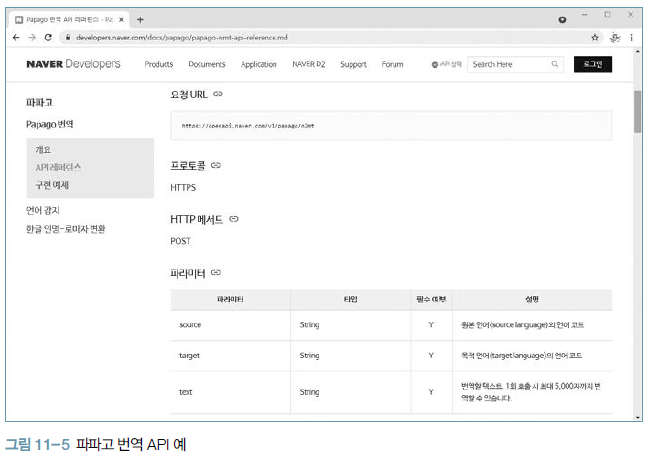 Papago 번역 API 레퍼런스 - Pa
developers.naver.com/docs/papago/papago-nmt-api-reference.md
NAVER Developers Products Documents Application NAVER D2 Support Forum API 상태 Search Here 로그인
파파고
Papago 번역
개요
API 레퍼런스
구현 예제
언어 감지
한글 인명-로마자 변환
요청 URL
https://openapi.naver.com/v1/papago/n2mt
프로토콜
HTTPS
HTTP 메서드
POST
파라미터
파라미터 타입 필수 여부 설명
source String Y 원본 언어(source language)의 언어 코드
target String Y 목적 언어(target language)의 언어 코드
text String Y 번역할 텍스트. 1회 호출 시 최대 5,000자까지 번
역할 수 있습니다.
그림 11-5 파파고 번역 API 예